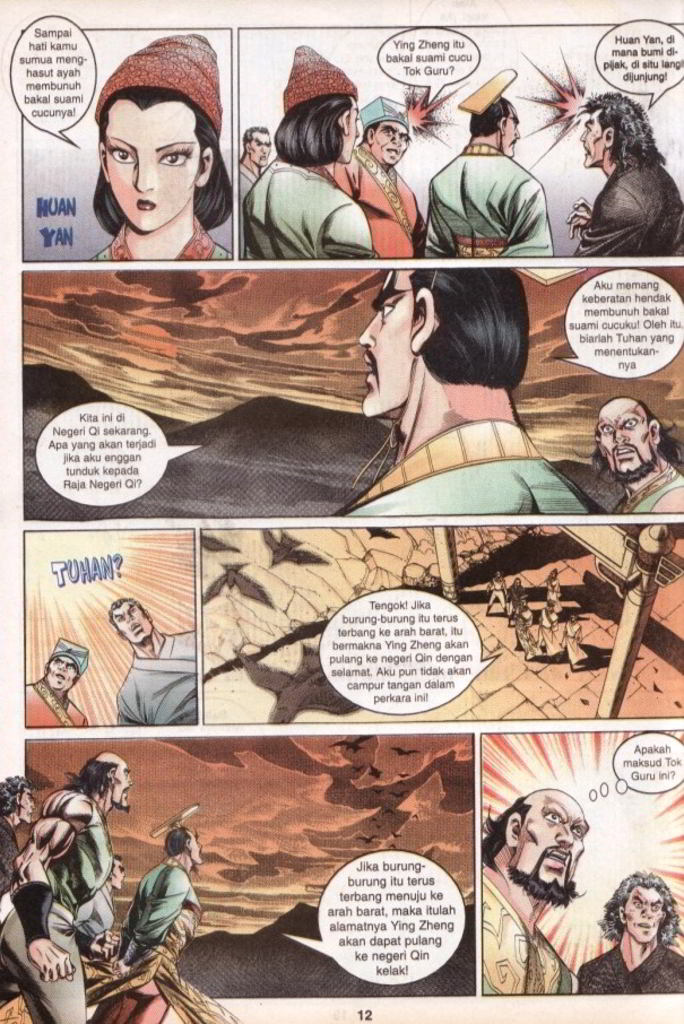 Sampai
hati kamu
meng-
hasut ayah
membunuh
bakal suami
cucunya!
HUAN
YAN
Ying Zheng itu
bakal suami cucu
Tok Guru?
Huan Yan, di
mana bumi di-
pijak, di situ langit
dijunjung!
Aku memang
keberatan hendak
membunuh bakal
suami cucuku! Oleh itu,
biarlah Tuhan yang
menentukan-
nya
Kita ini di
Negeri Qi sekarang.
Apa yang akan terjadi
jika aku enggan
tunduk kepada
Raja Negeri Qi?
TUHAN?
Tengok! Jika
burung-burung itu terus
terbang ke arah barat, itu
bermakna Ying Zheng akan
pulang ke negeri Qin dengan
selamat. Aku pun tidak akan
campur tangan dalam
perkara ini!
Jika burung-
burung itu terus
terbang menuju ke
arah barat, maka itulah
alamatnya Ying Zheng
akan dapat pulang
ke negeri Qin
kelak!
Apakah
maksud Tok
Guru ini?
12